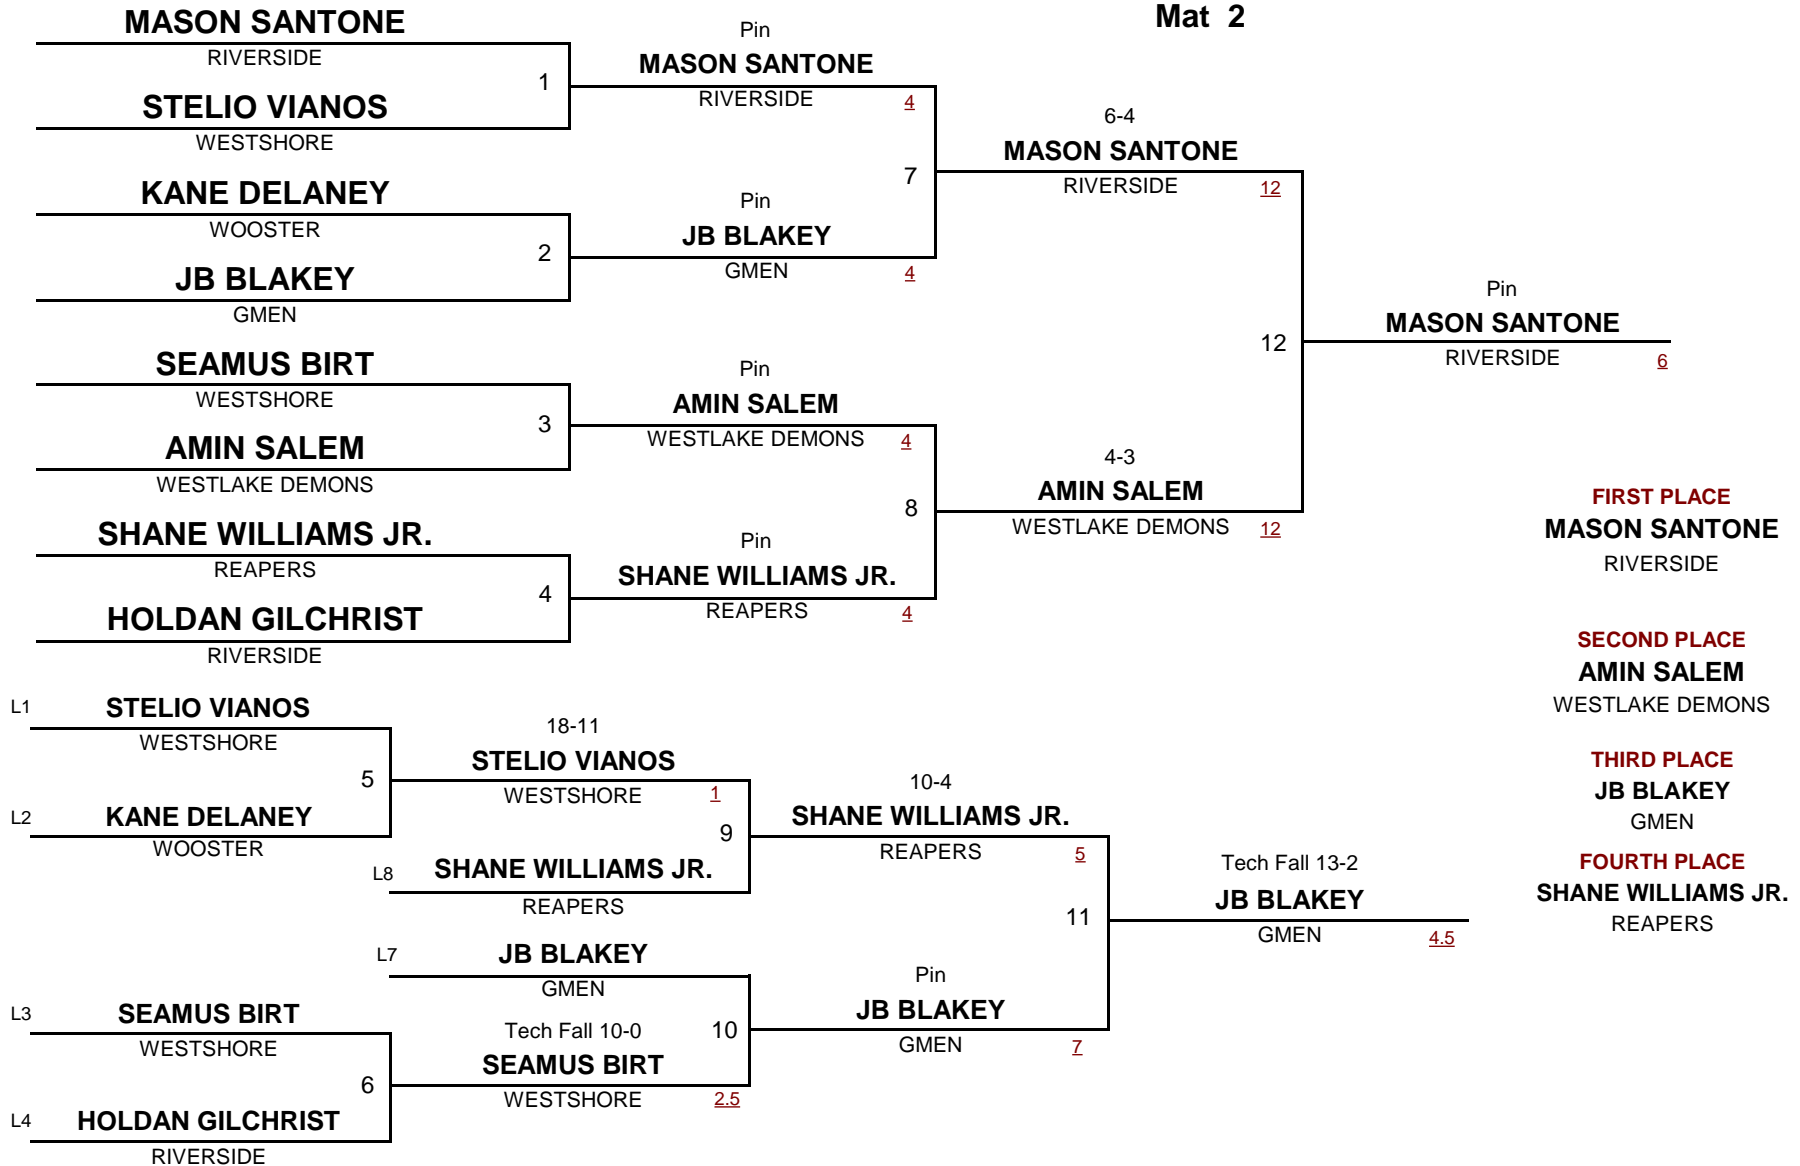 Mat 2
MASON SANTONE
RIVERSIDE
1
STELIO VIANOS
WESTSHORE
KANE DELANEY
WOOSTER
2
JB BLAKEY
GMEN
SEAMUS BIRT
WESTSHORE
3
AMIN SALEM
WESTLAKE DEMONS
SHANE WILLIAMS JR.
REAPERS
4
HOLDAN GILCHRIST
RIVERSIDE
Pin
MASON SANTONE
RIVERSIDE 4
7
Pin
JB BLAKEY
GMEN 4
Pin
AMIN SALEM
WESTLAKE DEMONS 4
8
Pin
SHANE WILLIAMS JR.
REAPERS 4
6-4
MASON SANTONE
RIVERSIDE 12
12
4-3
AMIN SALEM
WESTLAKE DEMONS 12
Pin
MASON SANTONE
RIVERSIDE 6
FIRST PLACE
MASON SANTONE
RIVERSIDE
SECOND PLACE
AMIN SALEM
WESTLAKE DEMONS
THIRD PLACE
JB BLAKEY
GMEN
FOURTH PLACE
SHANE WILLIAMS JR.
REAPERS
L1 STELIO VIANOS
WESTSHORE
5
L2 KANE DELANEY
WOOSTER
L3 SEAMUS BIRT
WESTSHORE
6
L4 HOLDAN GILCHRIST
RIVERSIDE
18-11
STELIO VIANOS
WESTSHORE 1
9
L8 SHANE WILLIAMS JR.
REAPERS
L7 JB BLAKEY
GMEN
Tech Fall 10-0 10
SEAMUS BIRT
WESTSHORE 2.5
10-4
SHANE WILLIAMS JR.
REAPERS 5
11
Pin
JB BLAKEY
GMEN 7
Tech Fall 13-2
JB BLAKEY
GMEN 4.5